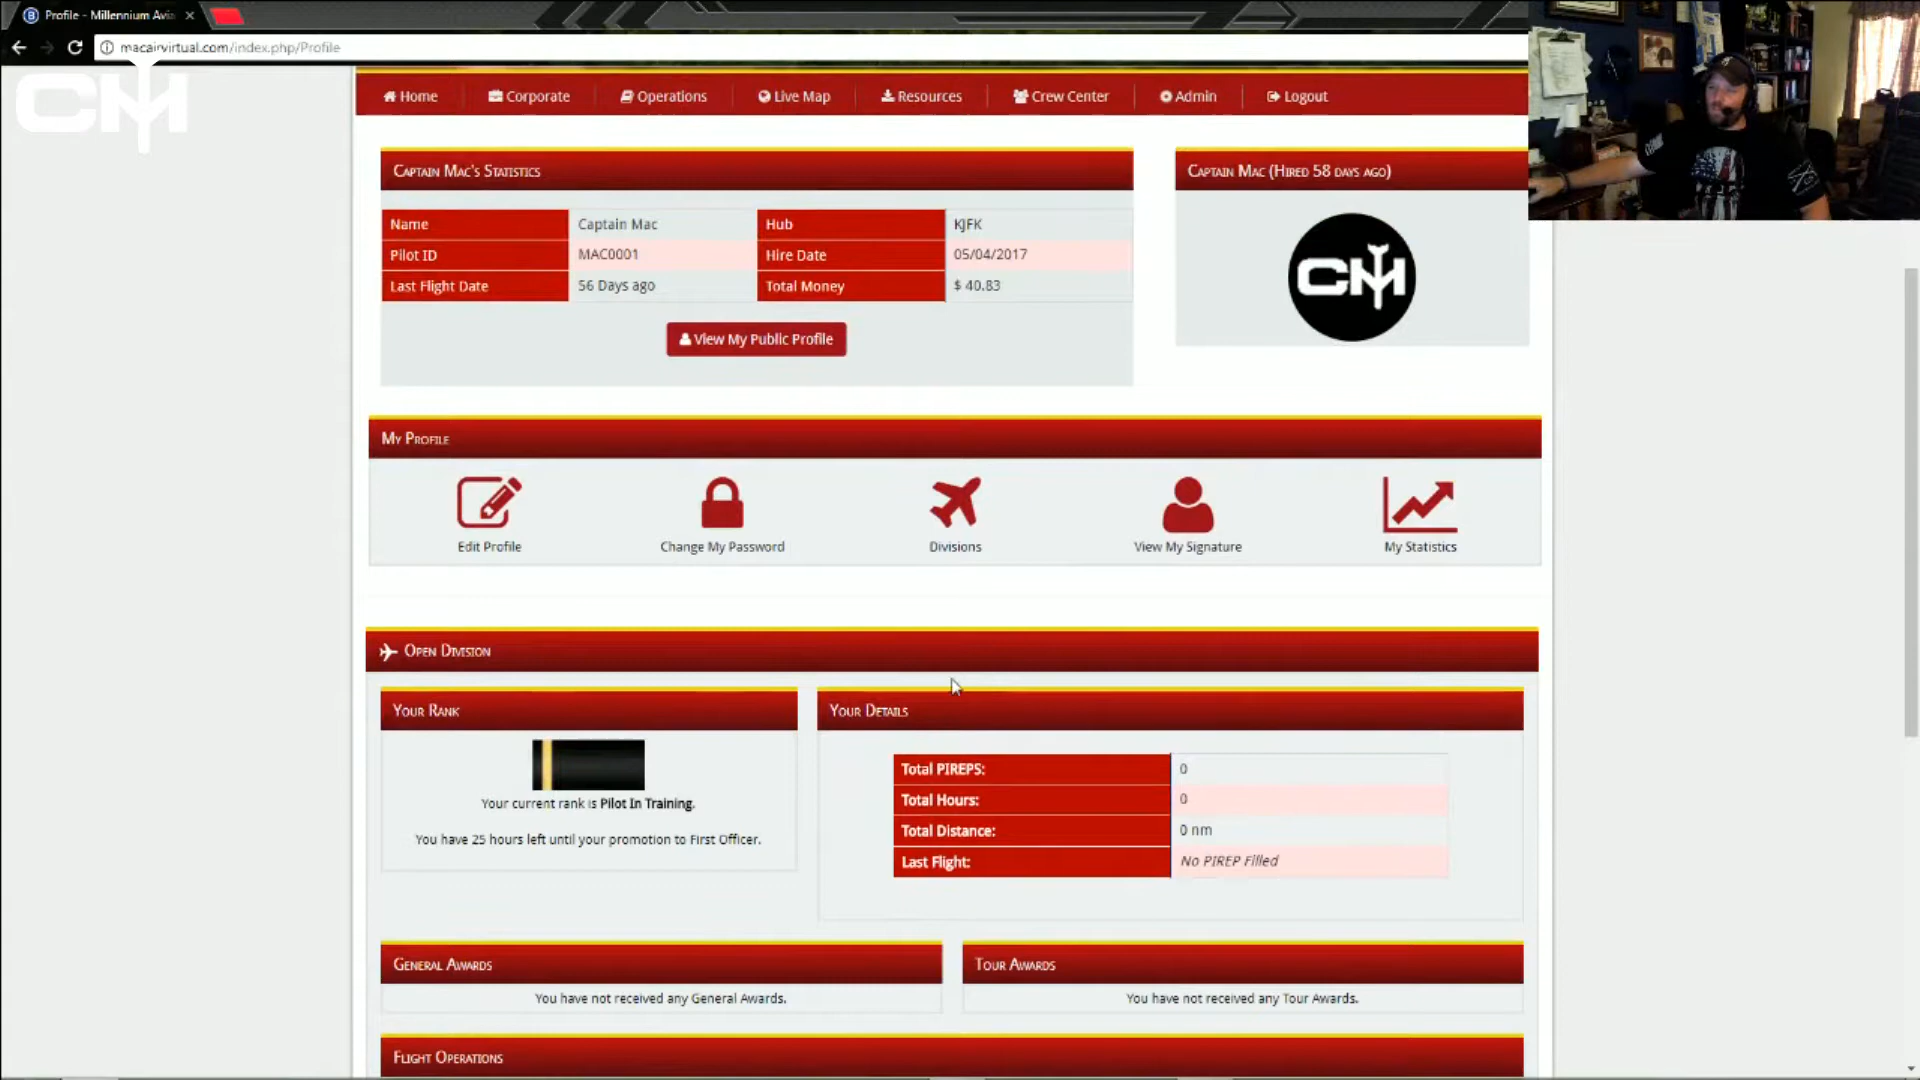 Profile - Millennium Avi
macairvirtual.com/index.php/Profile
CM
Home
Corporate
Operations
Live Map
Resources
Crew Center
Admin
Logout
Captain Mac's Statistics
Name Captain Mac Hub KJFK
Pilot ID MAC0001 Hire Date 05/04/2017
Last Flight Date 56 Days ago Total Money $ 40.83
View My Public Profile
Captain Mac (Hired 58 days ago)
CM
My Profile
Edit Profile
Change My Password
Divisions
View My Signature
My Statistics
Open Division
Your Rank
Your current rank is Pilot In Training.
You have 25 hours left until your promotion to First Officer.
Your Details
Total PIREPS: 0
Total Hours: 0
Total Distance: 0 nm
Last Flight: No PIREP Filled
General Awards
You have not received any General Awards.
Tour Awards
You have not received any Tour Awards.
Flight Operations